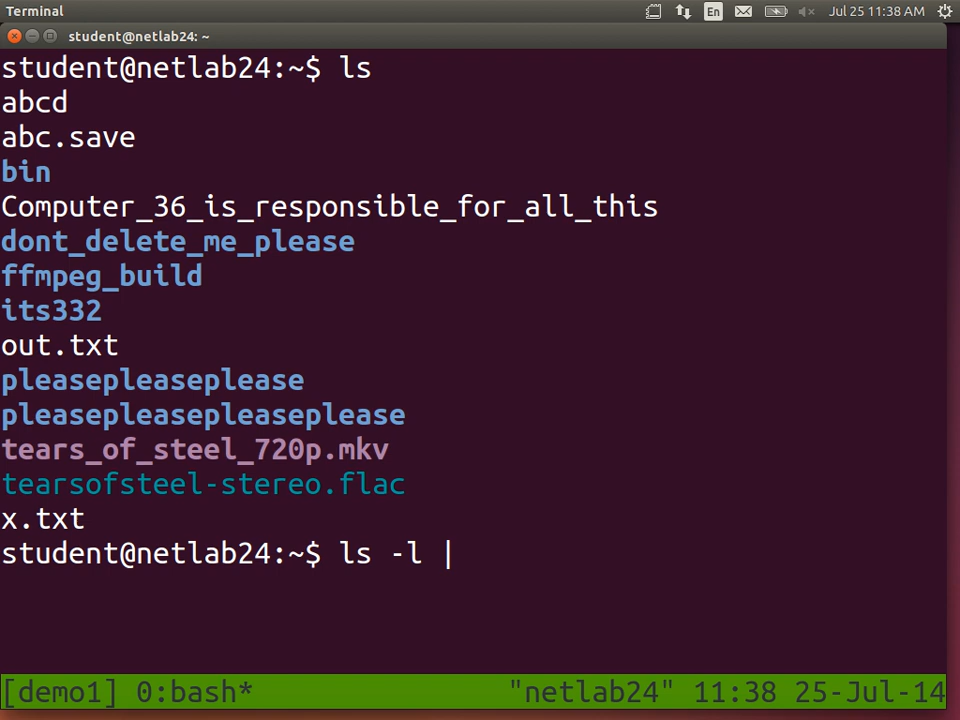 Terminal
En
Jul 25 11:38 AM
student@netlab24: ~
student@netlab24:~$ ls
abcd
abc.save
bin
Computer_36_is_responsible_for_all_this
dont_delete_me_please
ffmpeg_build
its332
out.txt
pleasepleaseplease
pleasepleasepleaseplease
tears_of_steel_720p.mkv
tearsofsteel-stereo.flac
x.txt
student@netlab24:~$ ls -l |
[demo1] 0:bash* "netlab24" 11:38 25-Jul-14